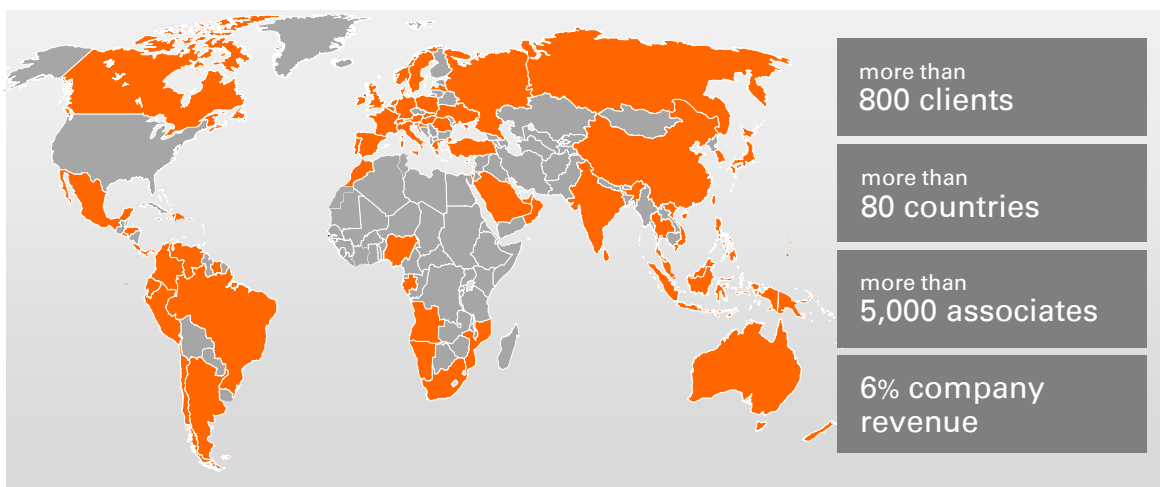 more than
800 clients
more than
80 countries
more than
5,000 associates
6% company
revenue